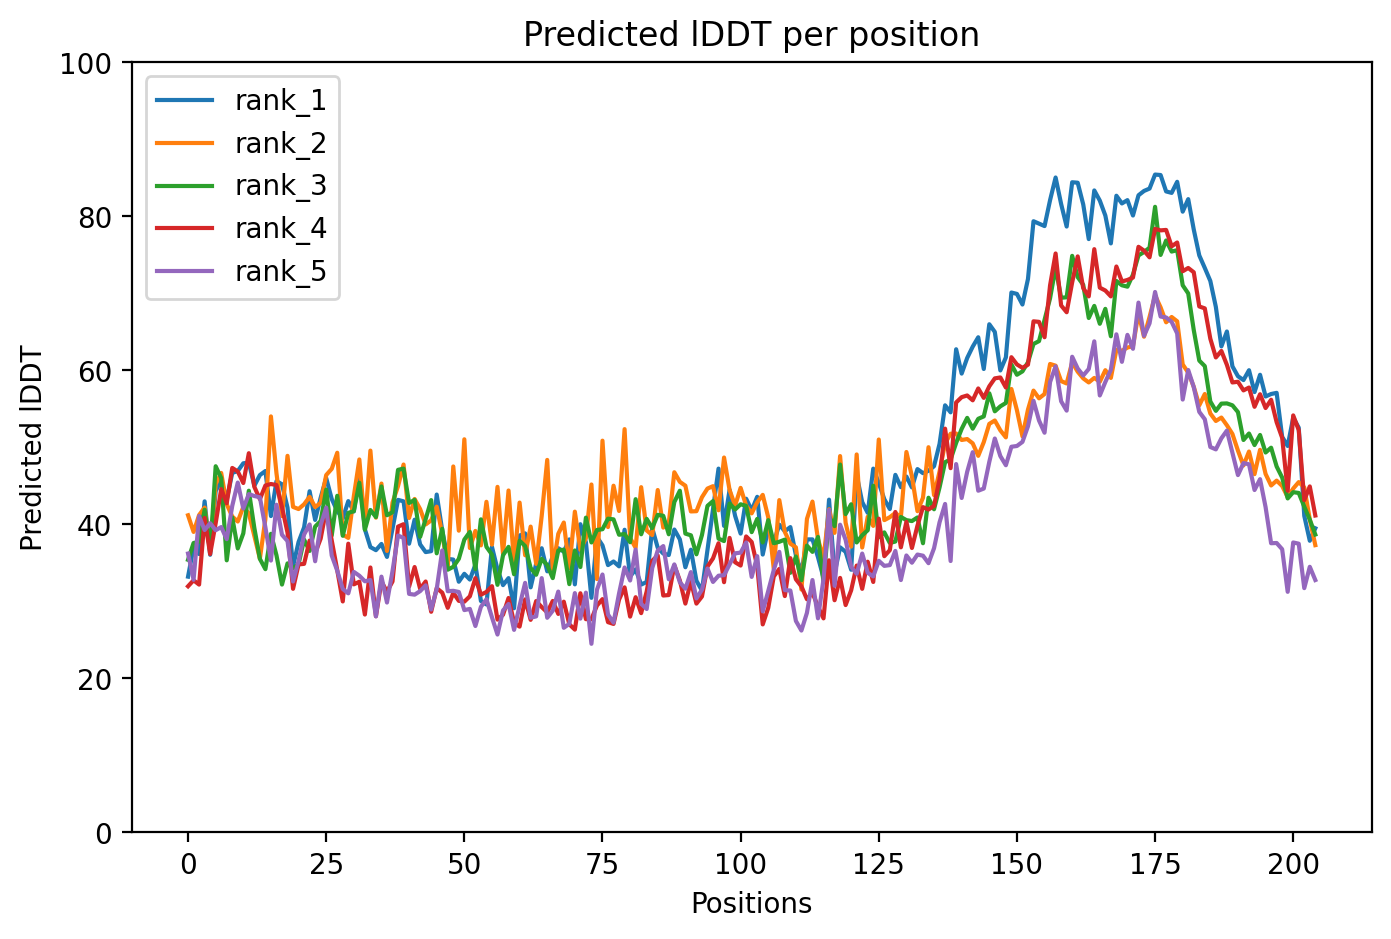 Predicted lDDT per position
Predicted lDDT
100
80
60
40
20
0
rank_1
rank_2
rank_3
rank_4
rank_5
0 25 50 75 100 125 150 175 200
Positions